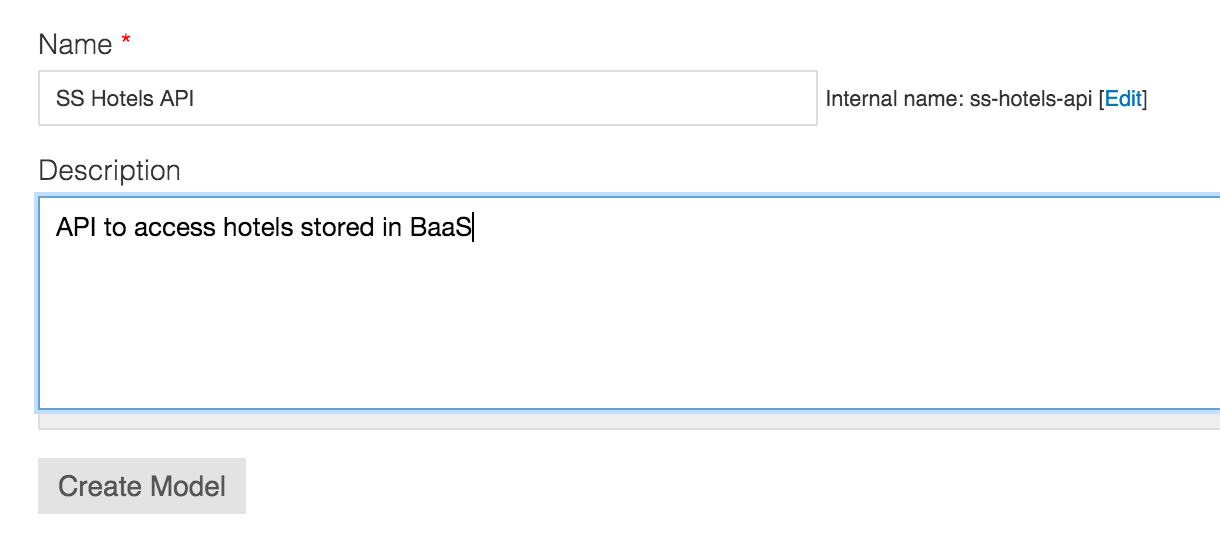 Name *
SS Hotels API
Internal name: ss-hotels-api [Edit]
Description
API to access hotels stored in BaaS
Create Model